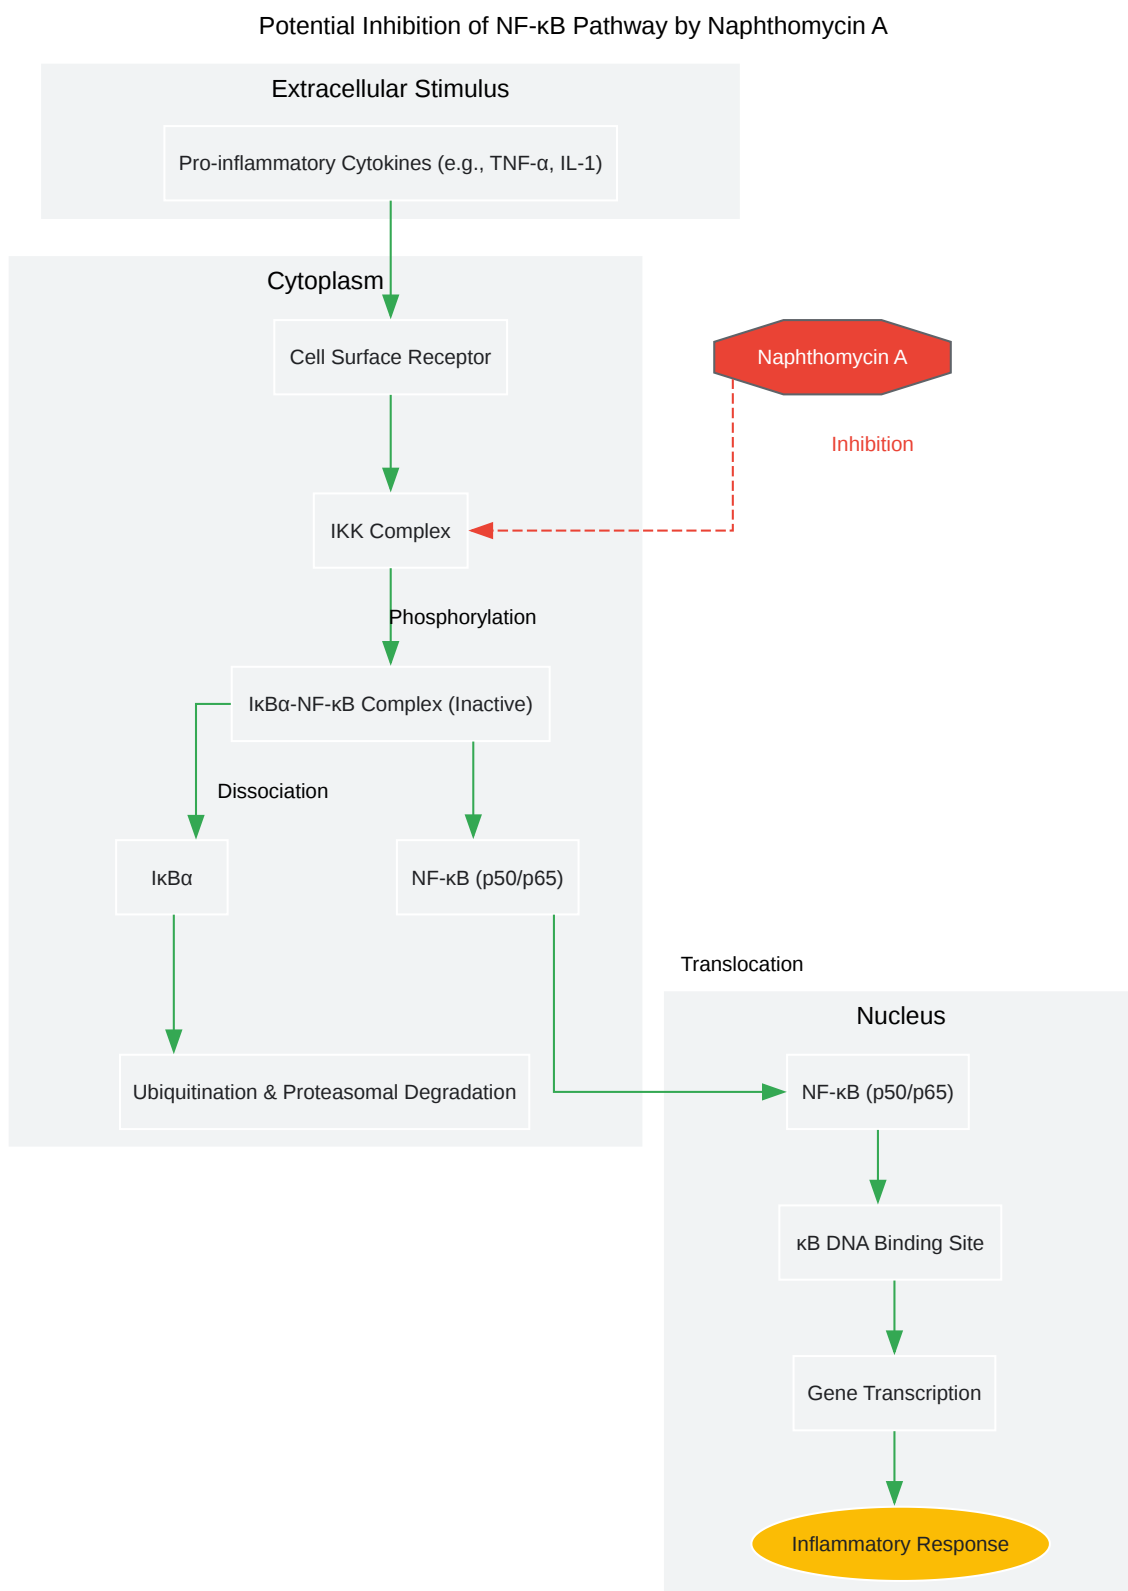 Potential Inhibition of NF-κB Pathway by Naphthomycin A
Extracellular Stimulus
Pro-inflammatory Cytokines (e.g., TNF-α, IL-1)
Cytoplasm
Cell Surface Receptor
Naphthomycin A
Inhibition
IKK Complex
Phosphorylation
IκBα-NF-κB Complex (Inactive)
Dissociation
IκBα
NF-κB (p50/p65)
Translocation
Nucleus
Ubiquitination & Proteasomal Degradation
NF-κB (p50/p65)
κB DNA Binding Site
Gene Transcription
Inflammatory Response